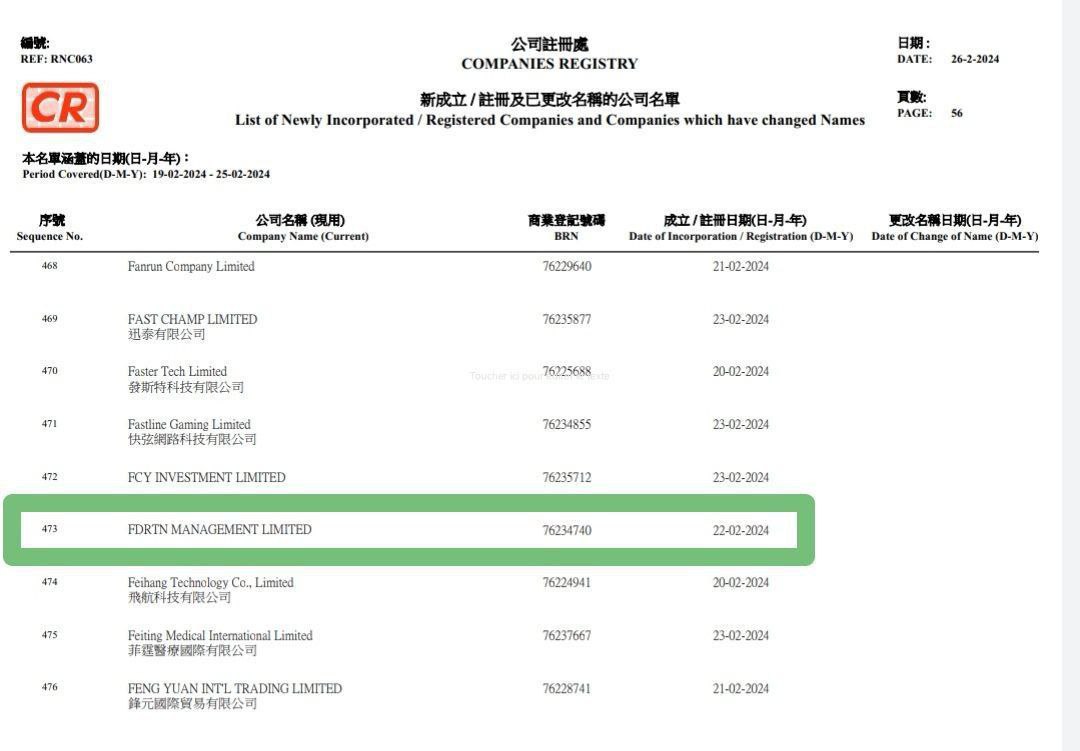 編號:
REF: RNC063
公司註冊處
COMPANIES REGISTRY
日期 :
DATE: 26-2-2024
CR
新成立 / 註冊及已更改名稱的公司名單
List of Newly Incorporated / Registered Companies and Companies which have changed Names
頁數:
PAGE: 56
本名單涵蓋的日期(日-月-年) :
Period Covered(D-M-Y): 19-02-2024 - 25-02-2024
序號 公司名稱 (現用) 商業登記號碼 成立 / 註冊日期(日-月-年) 更改名稱日期(日-月-年)
Sequence No. Company Name (Current) BRN Date of Incorporation / Registration (D-M-Y) Date of Change of Name (D-M-Y)
468 Fanrun Company Limited 76229640 21-02-2024
469 FAST CHAMP LIMITED 76235877 23-02-2024
迅泰有限公司
470 Faster Tech Limited 76225688 20-02-2024
Toucher ici pour texte
發斯特科技有限公司
471 Fastline Gaming Limited 76234855 23-02-2024
快弦網路科技有限公司
472 FCY INVESTMENT LIMITED 76235712 23-02-2024
473 FDRTN MANAGEMENT LIMITED 76234740 22-02-2024
474 Feihang Technology Co., Limited 76224941 20-02-2024
飛航科技有限公司
475 Feiting Medical International Limited 76237667 23-02-2024
菲霆醫療國際有限公司
476 FENG YUAN INT'L TRADING LIMITED 76228741 21-02-2024
鋒元國際貿易有限公司